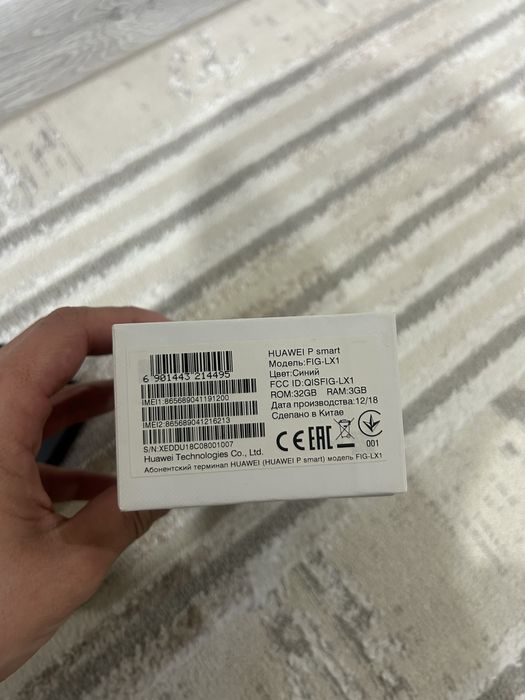 6 901443 214495
IMEI1:865689041191200
IMEI2:865689041216213
S/N:XEDDU18C08001007
Huawei Technologies Co., Ltd.
HUAWEI P smart
Модель:FIG-LX1
Цвет:Синий
FCC ID:QISFIG-LX1
ROM:32GB RAM:3GB
Дата производства:12/18
Сделано в Китае
CE EAC
001
Абонентский терминал HUAWEI (HUAWEI P smart) модель FIG-LX1